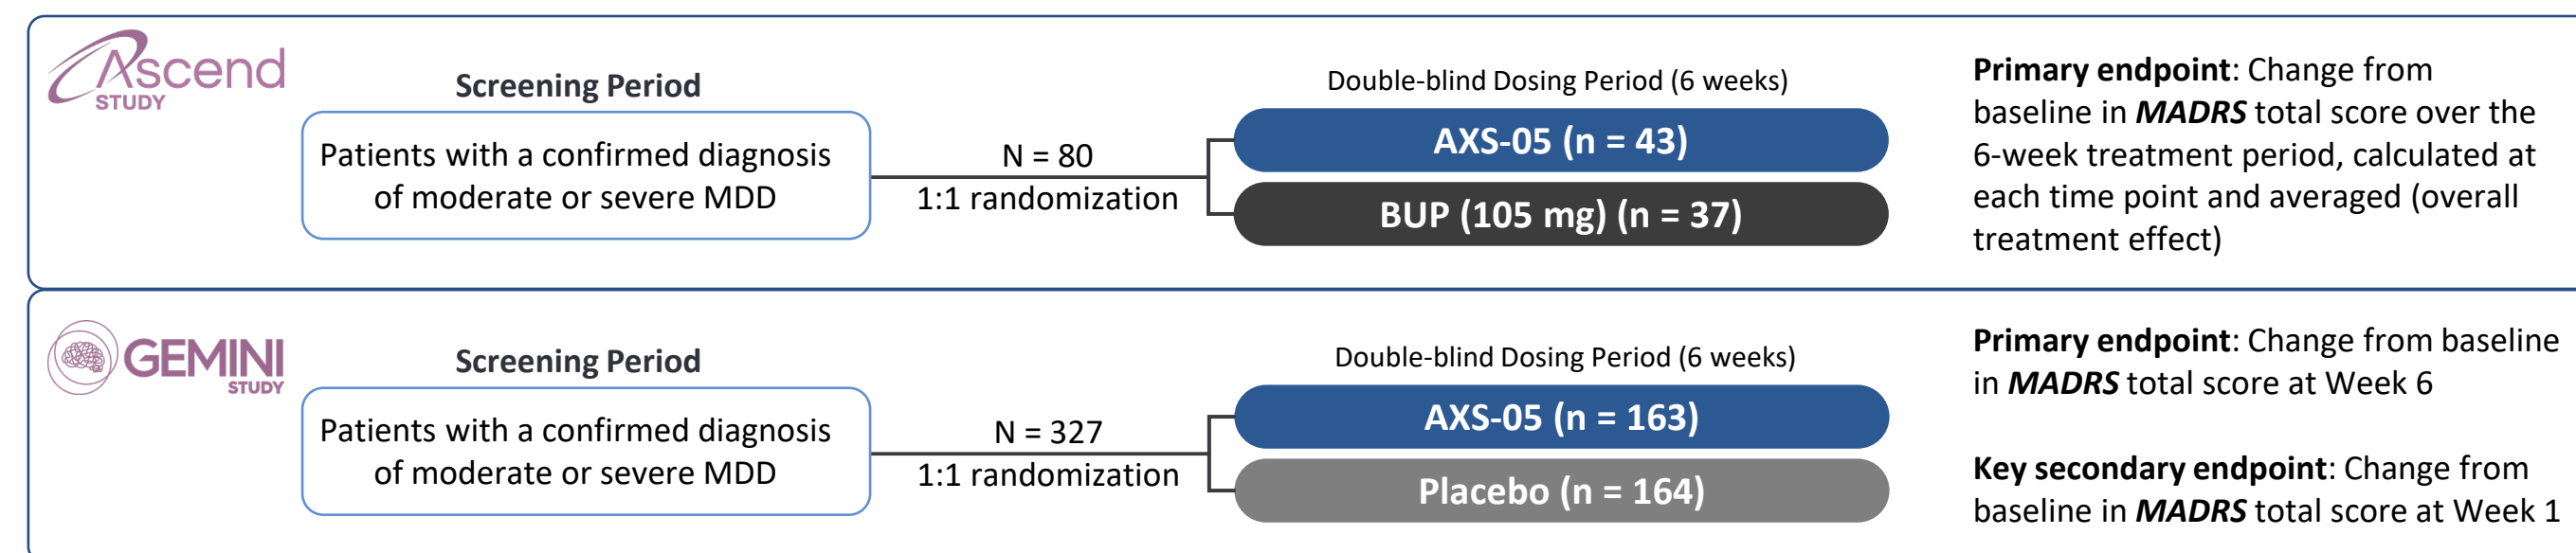 Ascend
STUDY
Screening Period
Patients with a confirmed diagnosis
of moderate or severe MDD
N = 80
1:1 randomization
Double-blind Dosing Period (6 weeks)
AXS-05 (n = 43)
BUP (105 mg) (n = 37)
Primary endpoint: Change from
baseline in MADRS total score over the
6-week treatment period, calculated at
each time point and averaged (overall
treatment effect)
GEMINI
STUDY
Screening Period
Patients with a confirmed diagnosis
of moderate or severe MDD
N = 327
1:1 randomization
Double-blind Dosing Period (6 weeks)
AXS-05 (n = 163)
Placebo (n = 164)
Primary endpoint: Change from baseline
in MADRS total score at Week 6
Key secondary endpoint: Change from
baseline in MADRS total score at Week 1